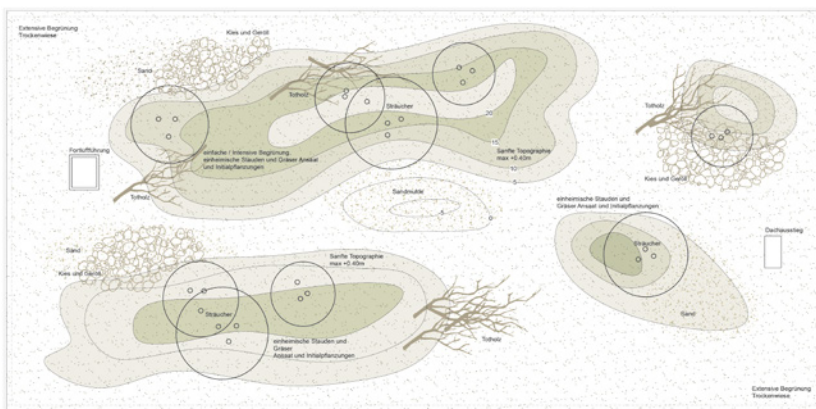 Extensive Begrünung
Trockenwiese
Kies und Geröll
Sand
Totholz
Sträucher
Totholz
20
15
10
5
Sanfte Topographie
max +0.40m
Kies und Geröll
Fortluftführung
einfache / Intensive Begrünung
einheimische Stauden und Gräser Ansaat
und Initialpflanzungen
Totholz
Sandmulde
-5
0
einheimische Stauden und
Gräser Ansaat und Initialpflanzungen
Sträucher
Dachausstieg
Sand
Sand
Kies und Geröll
Sanfte Topographie
max +0.40m
Sträucher
einheimische Stauden und
Gräser
Ansaat und Initialpflanzungen
Totholz
Extensive Begrünung
Trockenwiese